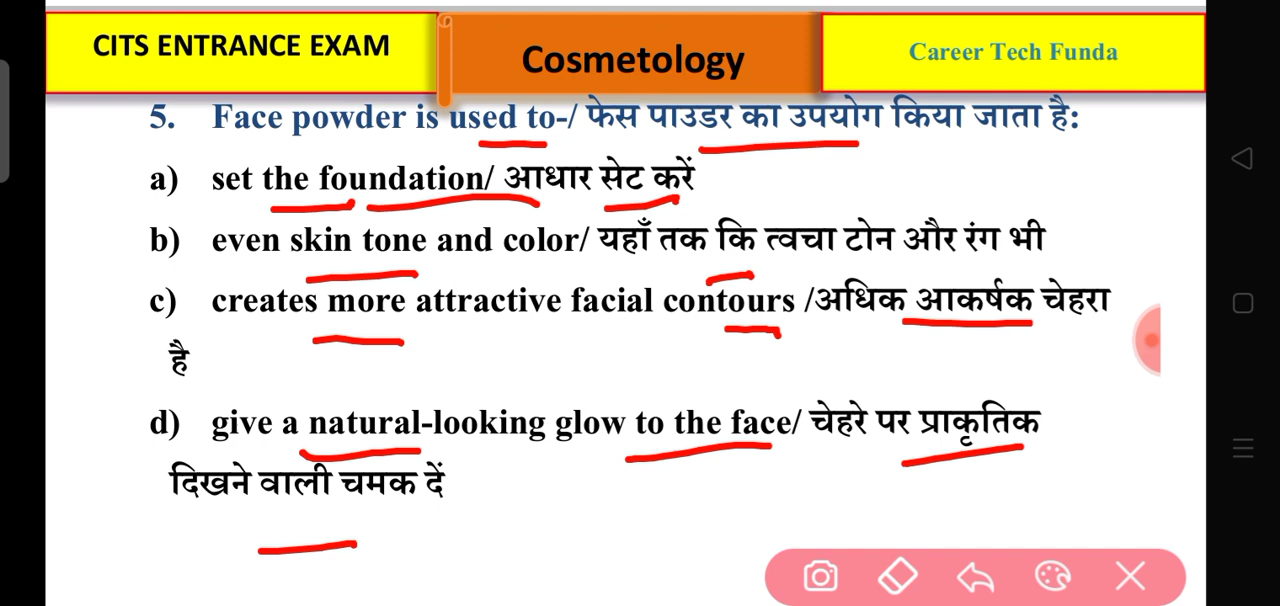 CITS ENTRANCE EXAM
Cosmetology
Career Tech Funda
5. Face powder is used to-/ फेस पाउडर का उपयोग किया जाता है:
a) set the foundation/ आधार सेट करें
b) even skin tone and color/ यहाँ तक कि त्वचा टोन और रंग भी
c) creates more attractive facial contours /अधिक आकर्षक चेहरा
है
d) give a natural-looking glow to the face/ चेहरे पर प्राकृतिक
दिखने वाली चमक दें